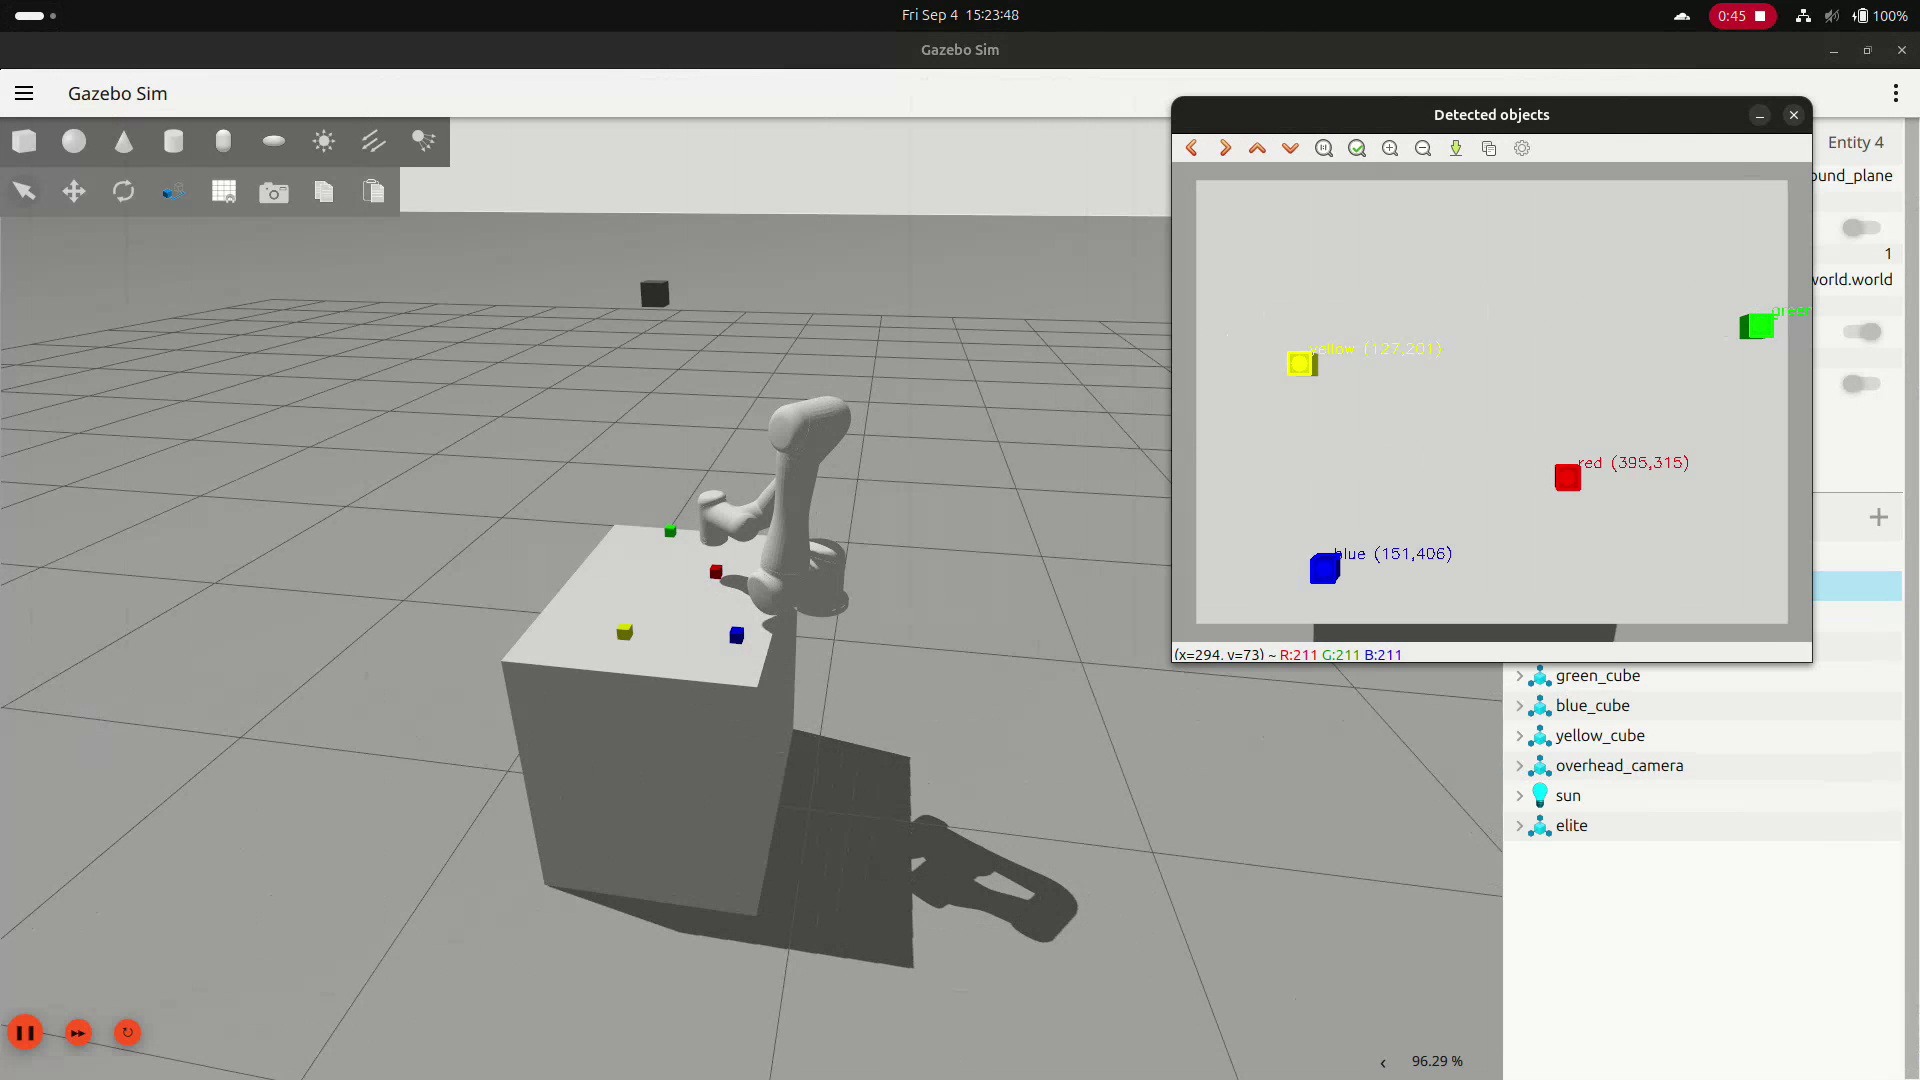 Fri Sep 4 15:23:48
0:45
100%
Gazebo Sim
Gazebo Sim
Detected objects
Entity 4
ound_plane
1
world.world
green
yellow (127,201)
red (395,315)
blue (151,406)
(x=294, y=73) ~ R:211 G:211 B:211
green_cube
blue_cube
yellow_cube
overhead_camera
sun
elite
96.29 %